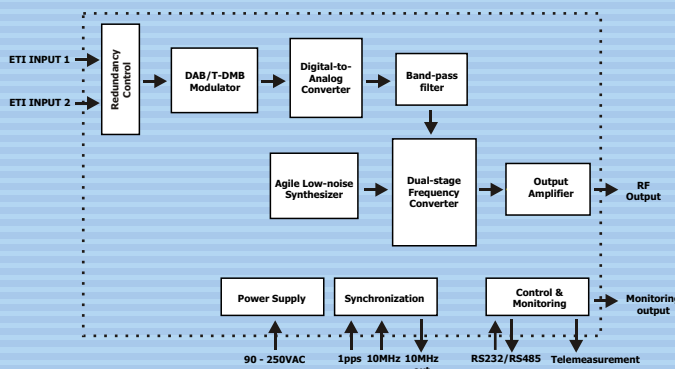 ETI INPUT 1
ETI INPUT 2
Redundancy
Control
DAB/T-DMB
Modulator
Digital-to-
Analog
Converter
Band-pass
filter
Agile Low-noise
Synthesizer
Dual-stage
Frequency
Converter
Output
Amplifier
RF
Output
Power Supply
Synchronization
Control &
Monitoring
Monitoring
output
90 - 250VAC
1pps
10MHz
10MHz
out
RS232/RS485
Telemeasurement